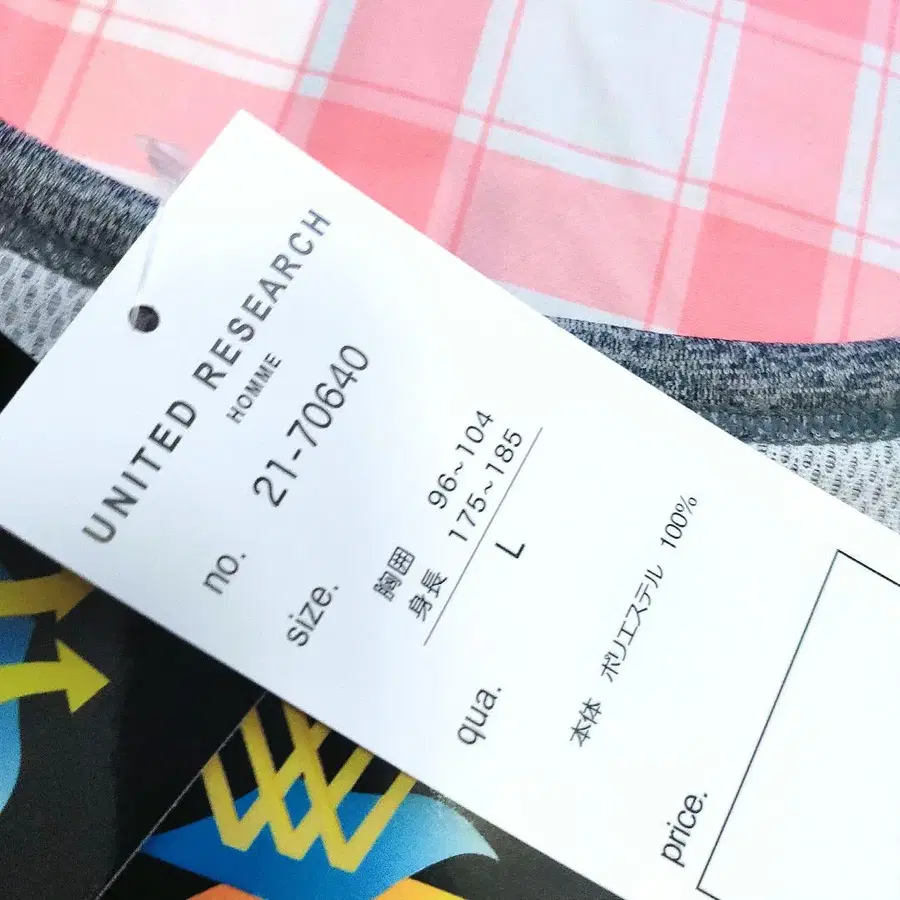 UNITED RESEARCH
HOMME
no. 21-70640
size. 胸囲 96~104
身長 175~185
L
qua.
本体 ポリエステル 100%
price.